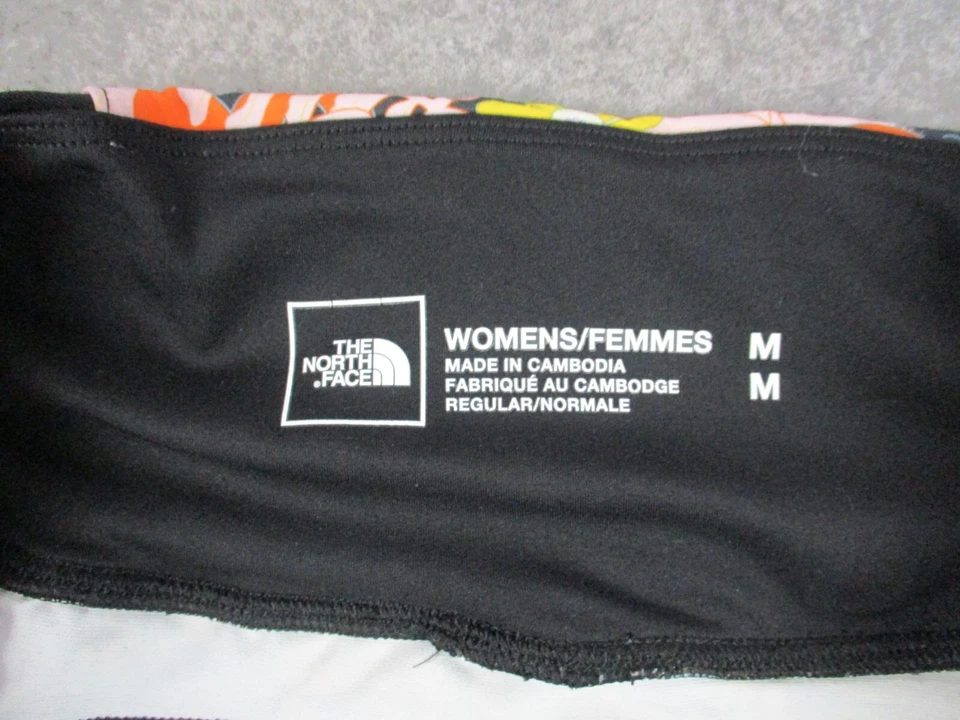 THE
NORTH
.FACE
WOMENS/FEMMES M
MADE IN CAMBODIA M
FABRIQUÉ AU CAMBODGE
REGULAR/NORMALE